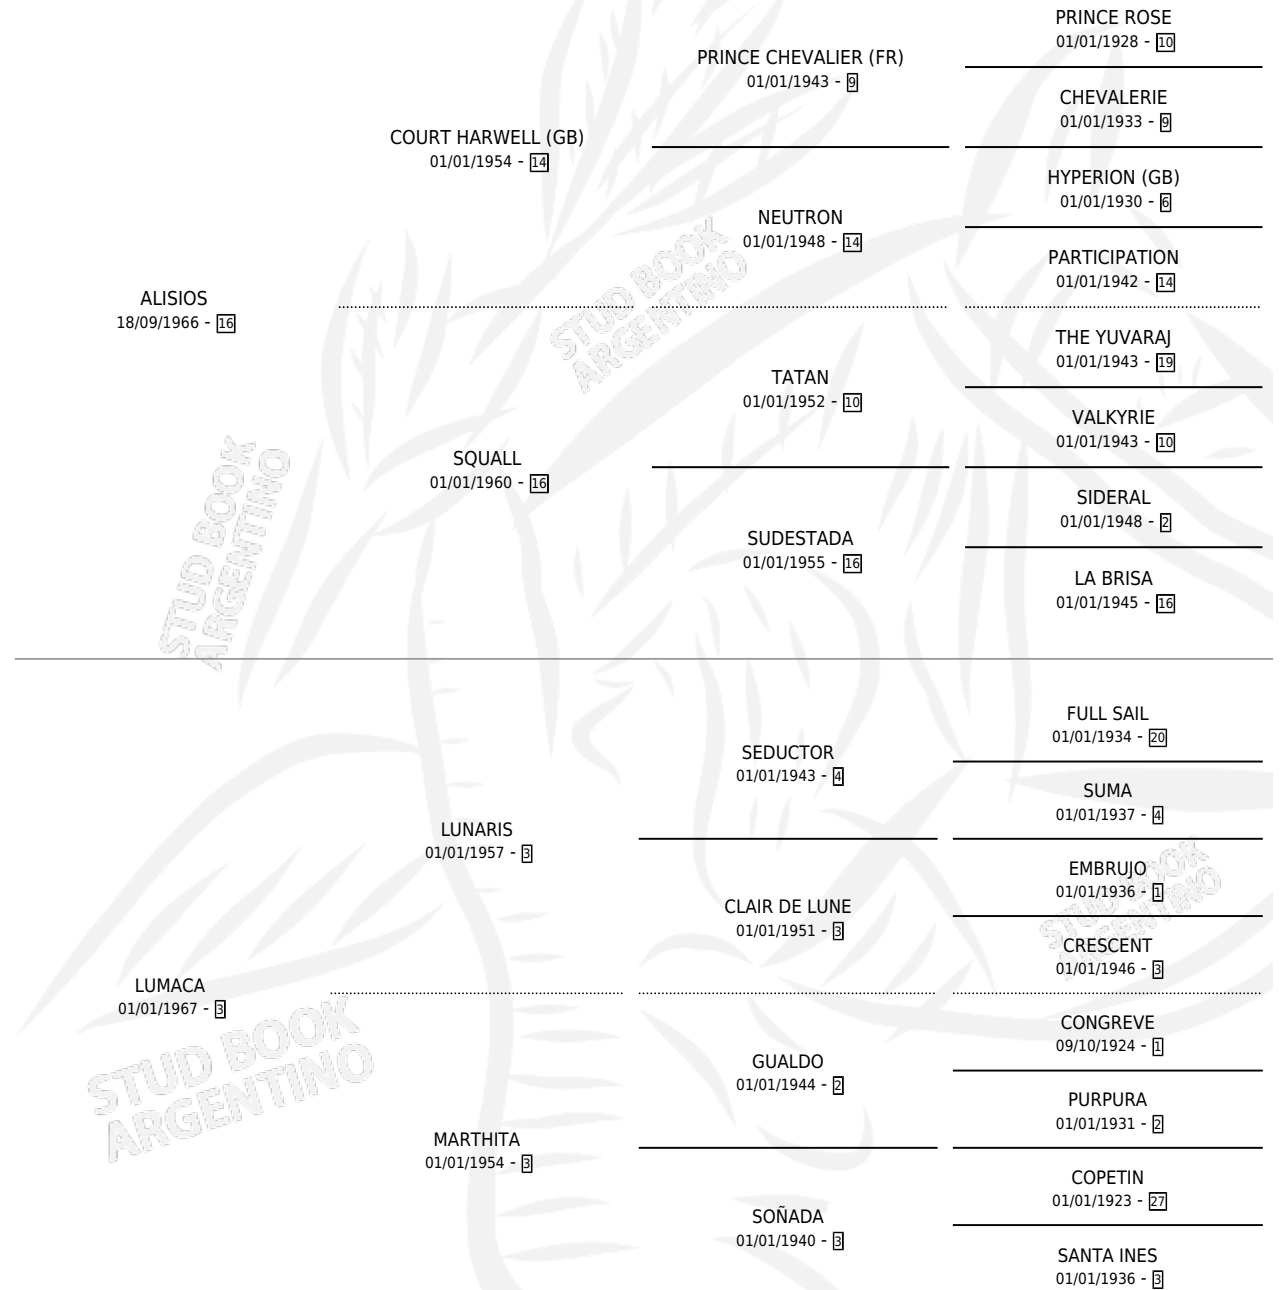 PRINCE ROSE
01/01/1928 - 10
PRINCE CHEVALIER (FR)
01/01/1943 - 9
CHEVALERIE
01/01/1933 - 9
COURT HARWELL (GB)
01/01/1954 - 14
HYPERION (GB)
01/01/1930 - 6
NEUTRON
01/01/1948 - 14
PARTICIPATION
01/01/1942 - 14
ALISIOS
18/09/1966 - 16
THE YUVARAJ
01/01/1943 - 19
TATAN
01/01/1952 - 10
VALKYRIE
01/01/1943 - 10
SQUALL
01/01/1960 - 16
SIDERAL
01/01/1948 - 2
SUDESTADA
01/01/1955 - 16
LA BRISA
01/01/1945 - 16
FULL SAIL
01/01/1934 - 20
SEDUCTOR
01/01/1943 - 4
SUMA
01/01/1937 - 4
LUNARIS
01/01/1957 - 3
EMBRUJO
01/01/1936 - 1
CLAIR DE LUNE
01/01/1951 - 3
CRESCENT
01/01/1946 - 3
LUMACA
01/01/1967 - 3
CONGREVE
09/10/1924 - 1
GUALDO
01/01/1944 - 2
PURPURA
01/01/1931 - 2
MARTHITA
01/01/1954 - 3
COPETIN
01/01/1923 - 27
SOÑADA
01/01/1940 - 3
SANTA INES
01/01/1936 - 3
STUD BOOK
ARGENTINO
STUD BOOK
ARGENTINO
STUD BOOK
ARGENTINO
STUD BOOK
ARGENTINO